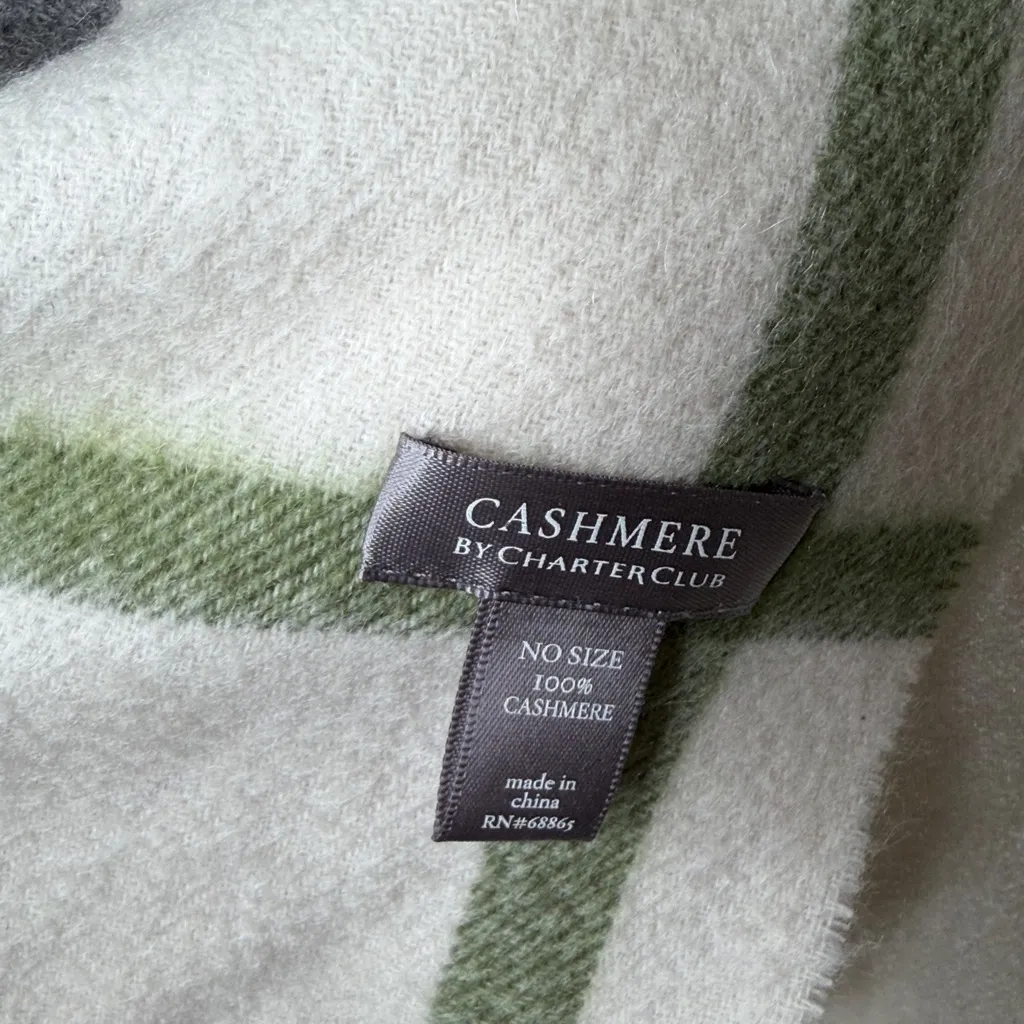 CASHMERE
BY CHARTER CLUB
NO SIZE
100%
CASHMERE
made in
china
RN#68865